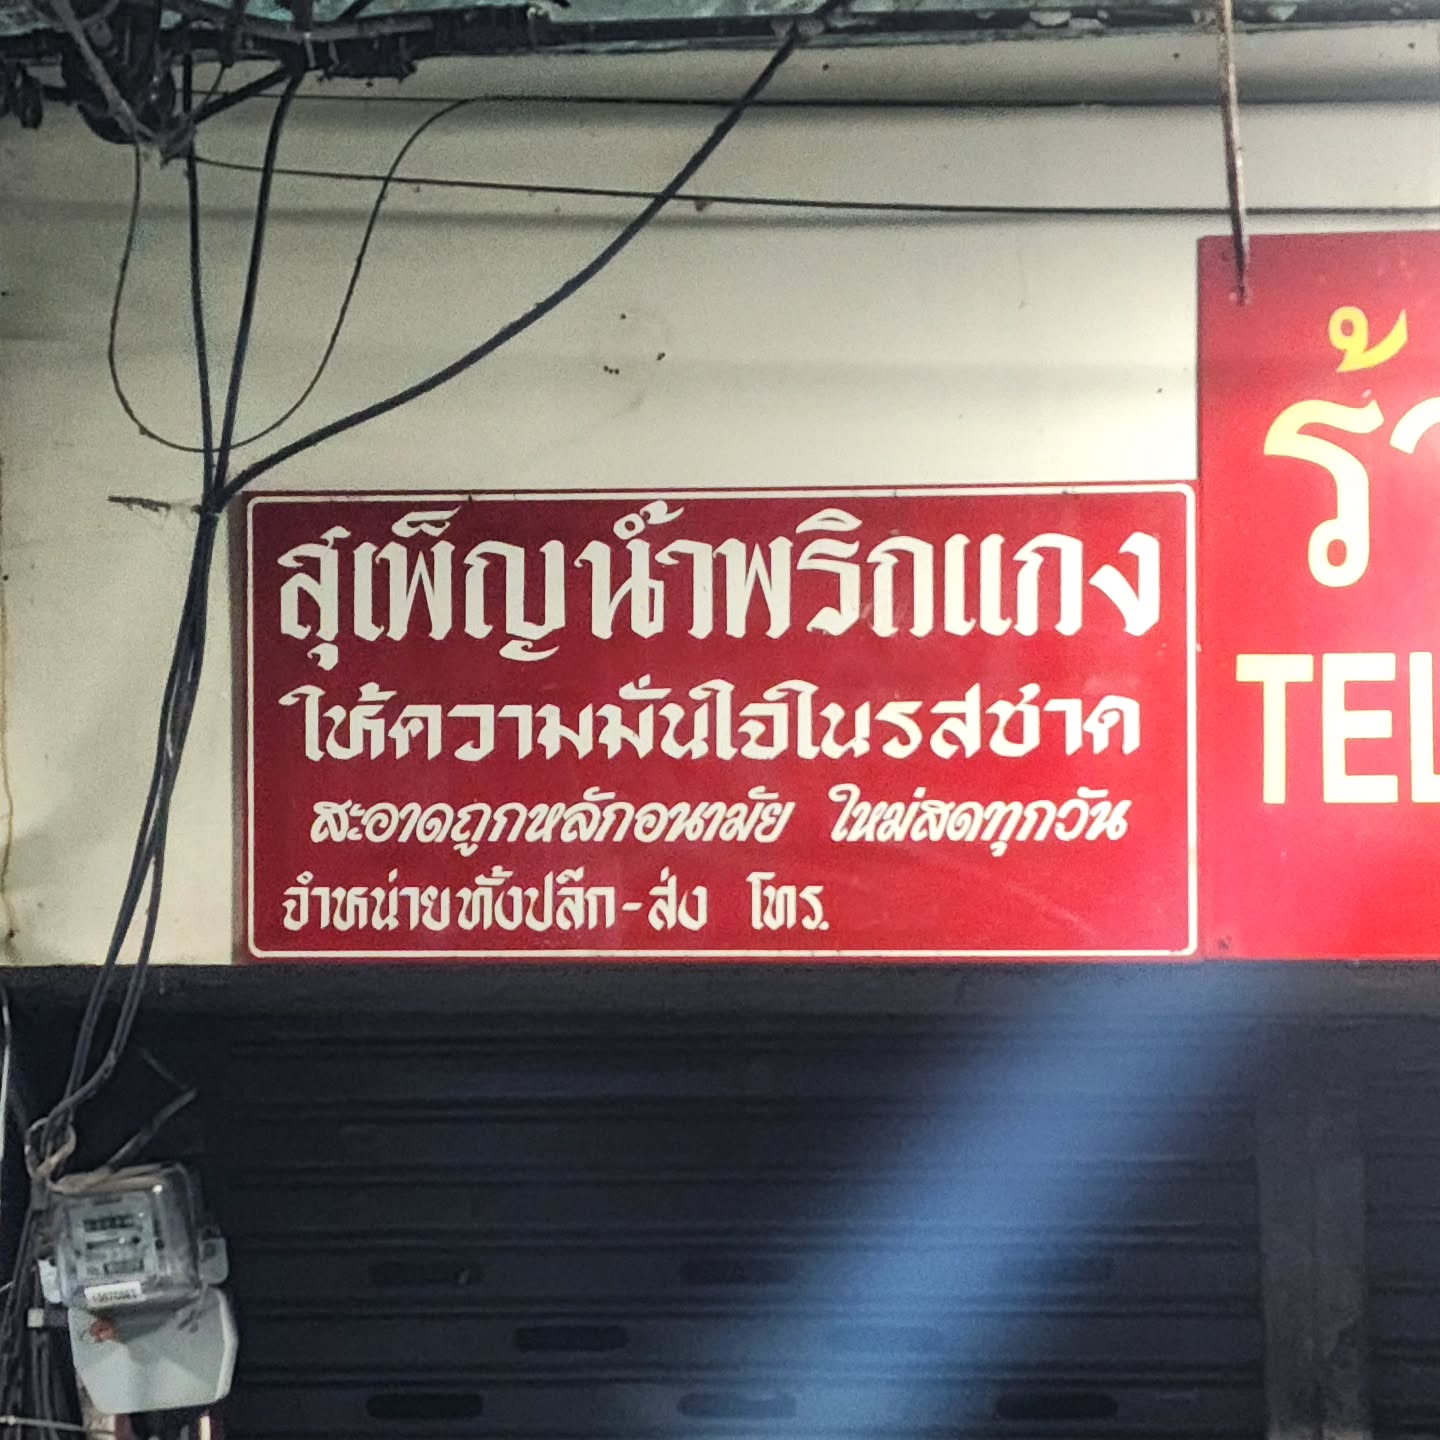 สุเพ็ญน้ำพริกแกง
ให้ความมั่นใจในรสชาด
สะอาดถูกหลักอนามัย ใหม่สดทุกวัน
จำหน่ายทั้งปลีก-ส่ง โทร.
TEL